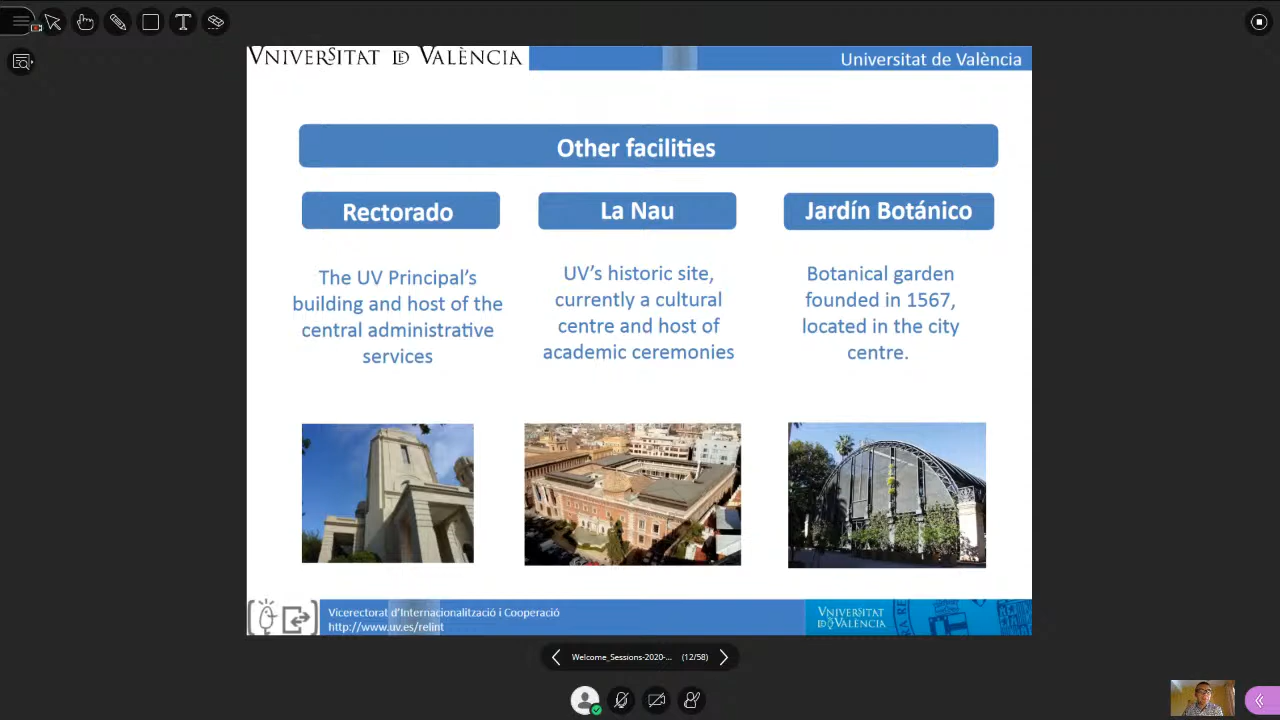 VNIVERSITAT DE VALÈNCIA
Universitat de València
Other facilities
Rectorado
La Nau
Jardín Botánico
The UV Principal's
building and host of the
central administrative
services
UV's historic site,
currently a cultural
centre and host of
academic ceremonies
Botanical garden
founded in 1567,
located in the city
centre.
Vicerectorat d'Internacionalització i Cooperació
http://www.uv.es/relint
VNIVERSITAT
DE VALÈNCIA
Welcome_Sessions-2020-... (12/58)